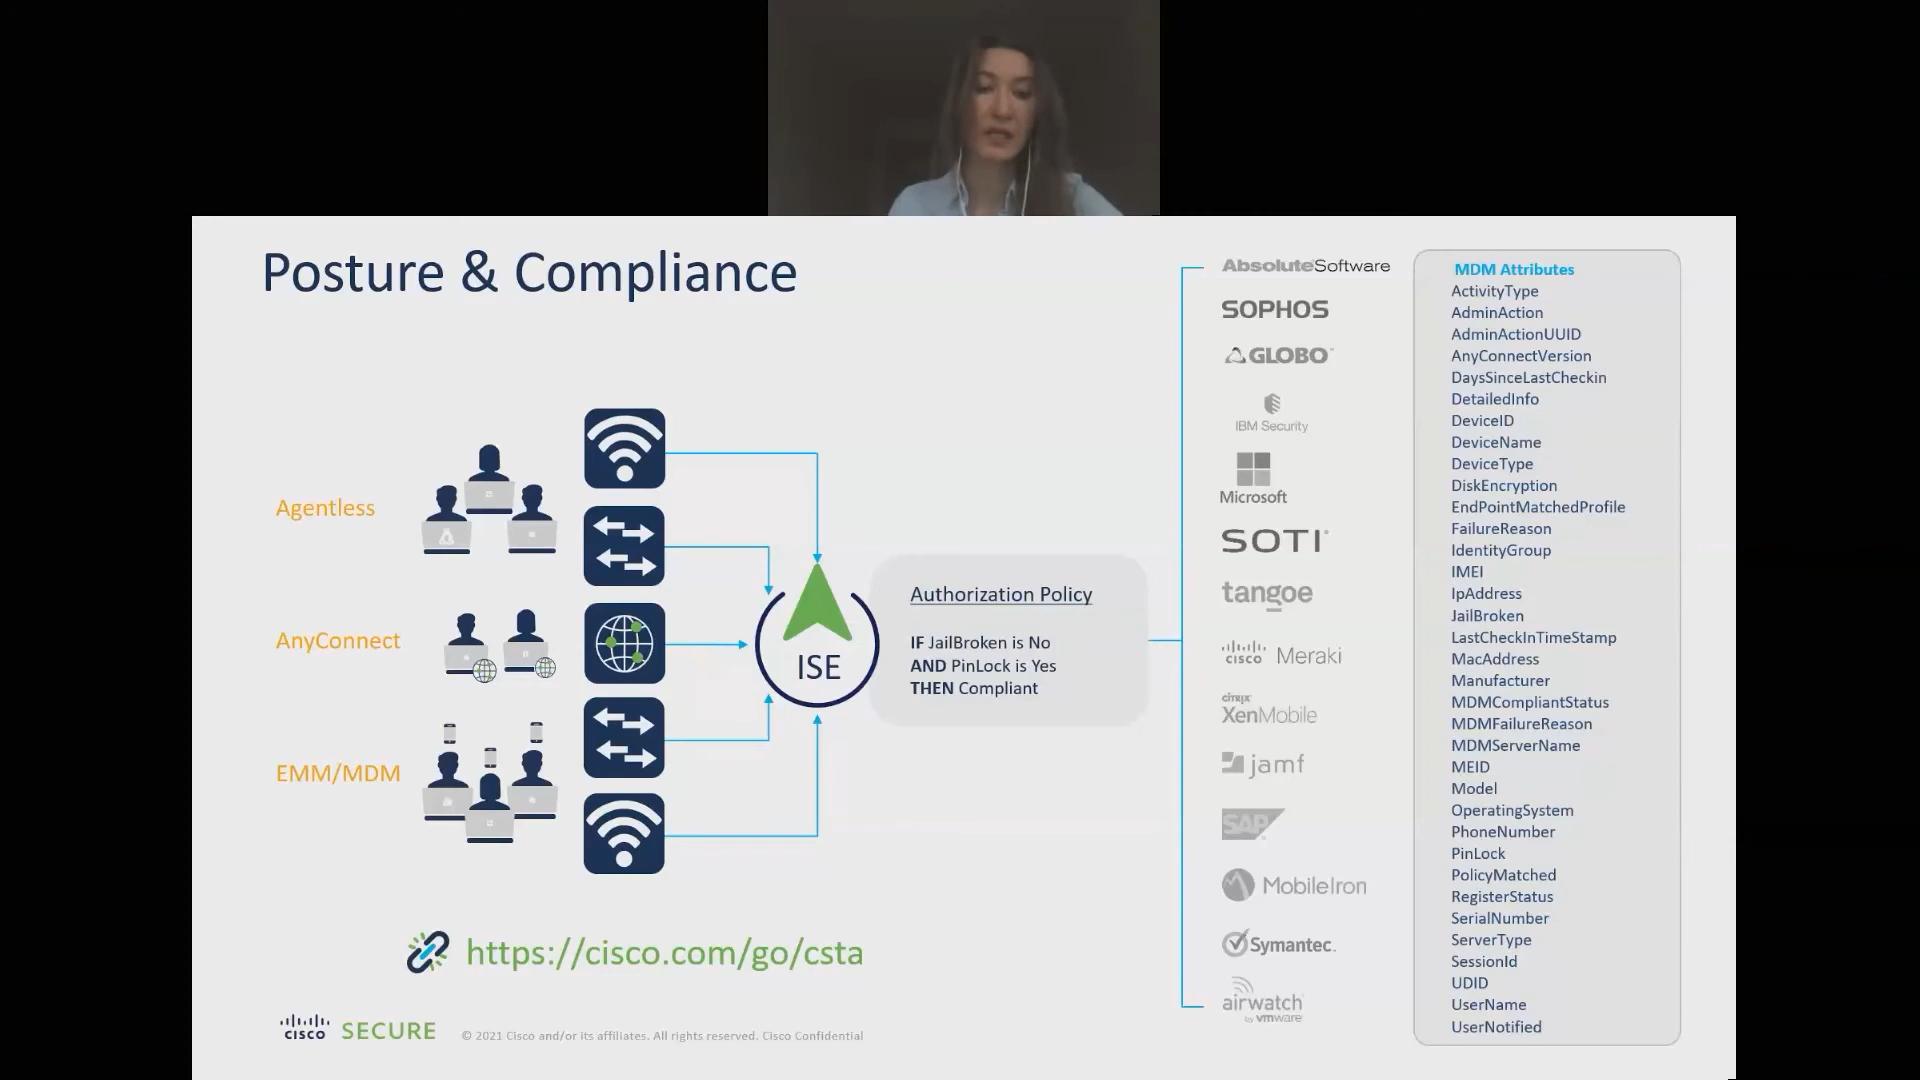 Posture & Compliance
Agentless
AnyConnect
EMM/MDM
ISE
Authorization Policy
IF JailBroken is No
AND PinLock is Yes
THEN Compliant
https://cisco.com/go/csta
cisco SECURE
© 2021 Cisco and/or its affiliates. All rights reserved. Cisco Confidential
Absolute Software
SOPHOS
GLOBO
IBM Security
Microsoft
SOTI
tangoe
cisco Meraki
citrix
XenMobile
jamf
SAP
MobileIron
Symantec.
airwatch
by vmware
MDM Attributes
ActivityType
AdminAction
AdminActionUUID
AnyConnectVersion
DaysSinceLastCheckin
DetailedInfo
DeviceID
DeviceName
DeviceType
DiskEncryption
EndPointMatchedProfile
FailureReason
IdentityGroup
IMEI
IpAddress
JailBroken
LastCheckInTimeStamp
MacAddress
Manufacturer
MDMCompliantStatus
MDMFailureReason
MDMServerName
MEID
Model
OperatingSystem
PhoneNumber
PinLock
PolicyMatched
RegisterStatus
SerialNumber
ServerType
SessionId
UDID
UserName
UserNotified